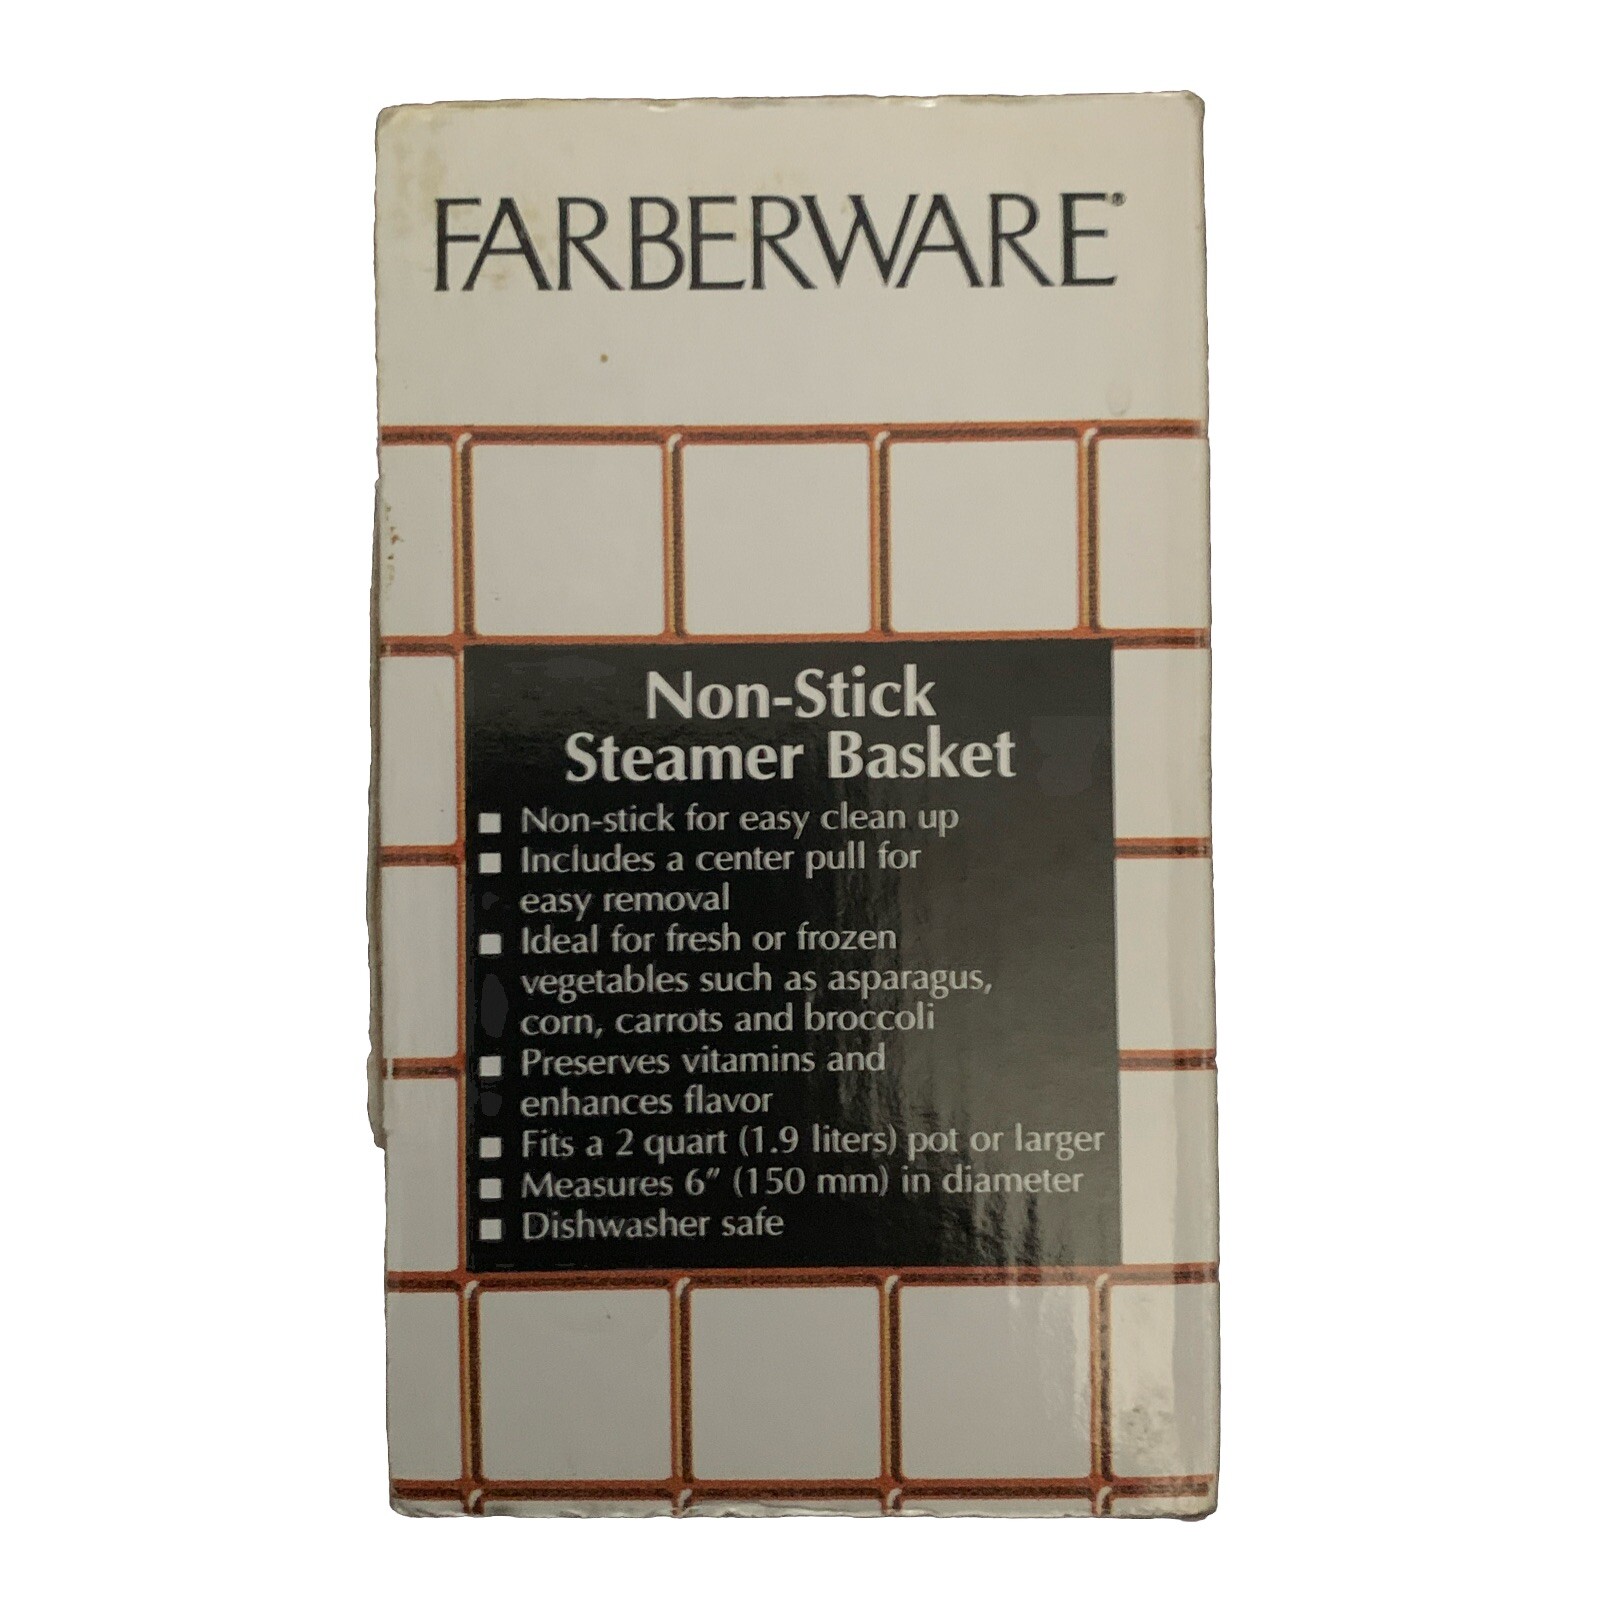 FARBERWARE®
Non-Stick
Steamer Basket
■ Non-stick for easy clean up
■ Includes a center pull for
easy removal
■ Ideal for fresh or frozen
vegetables such as asparagus,
corn, carrots and broccoli
■ Preserves vitamins and
enhances flavor
■ Fits a 2 quart (1.9 liters) pot or larger
■ Measures 6″ (150 mm) in diameter
■ Dishwasher safe